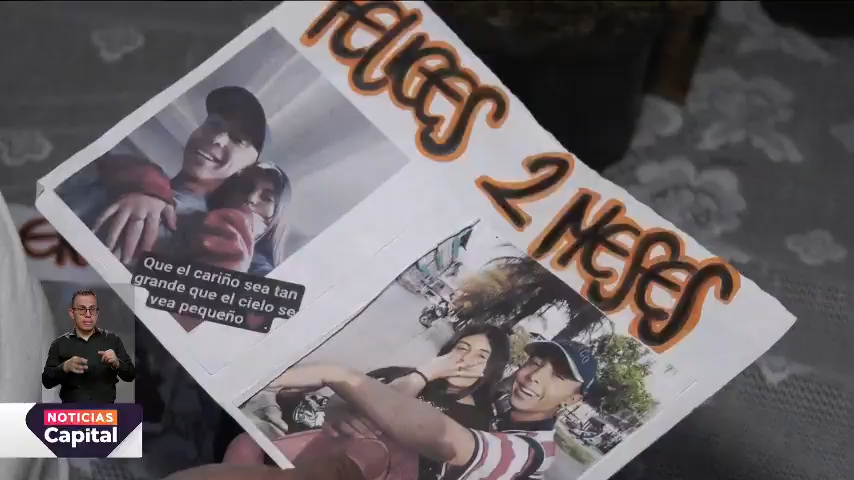 FELICES
2 MESES
Que el cariño sea tan
grande que el cielo se
vea pequeño
NOTICIAS
Capital